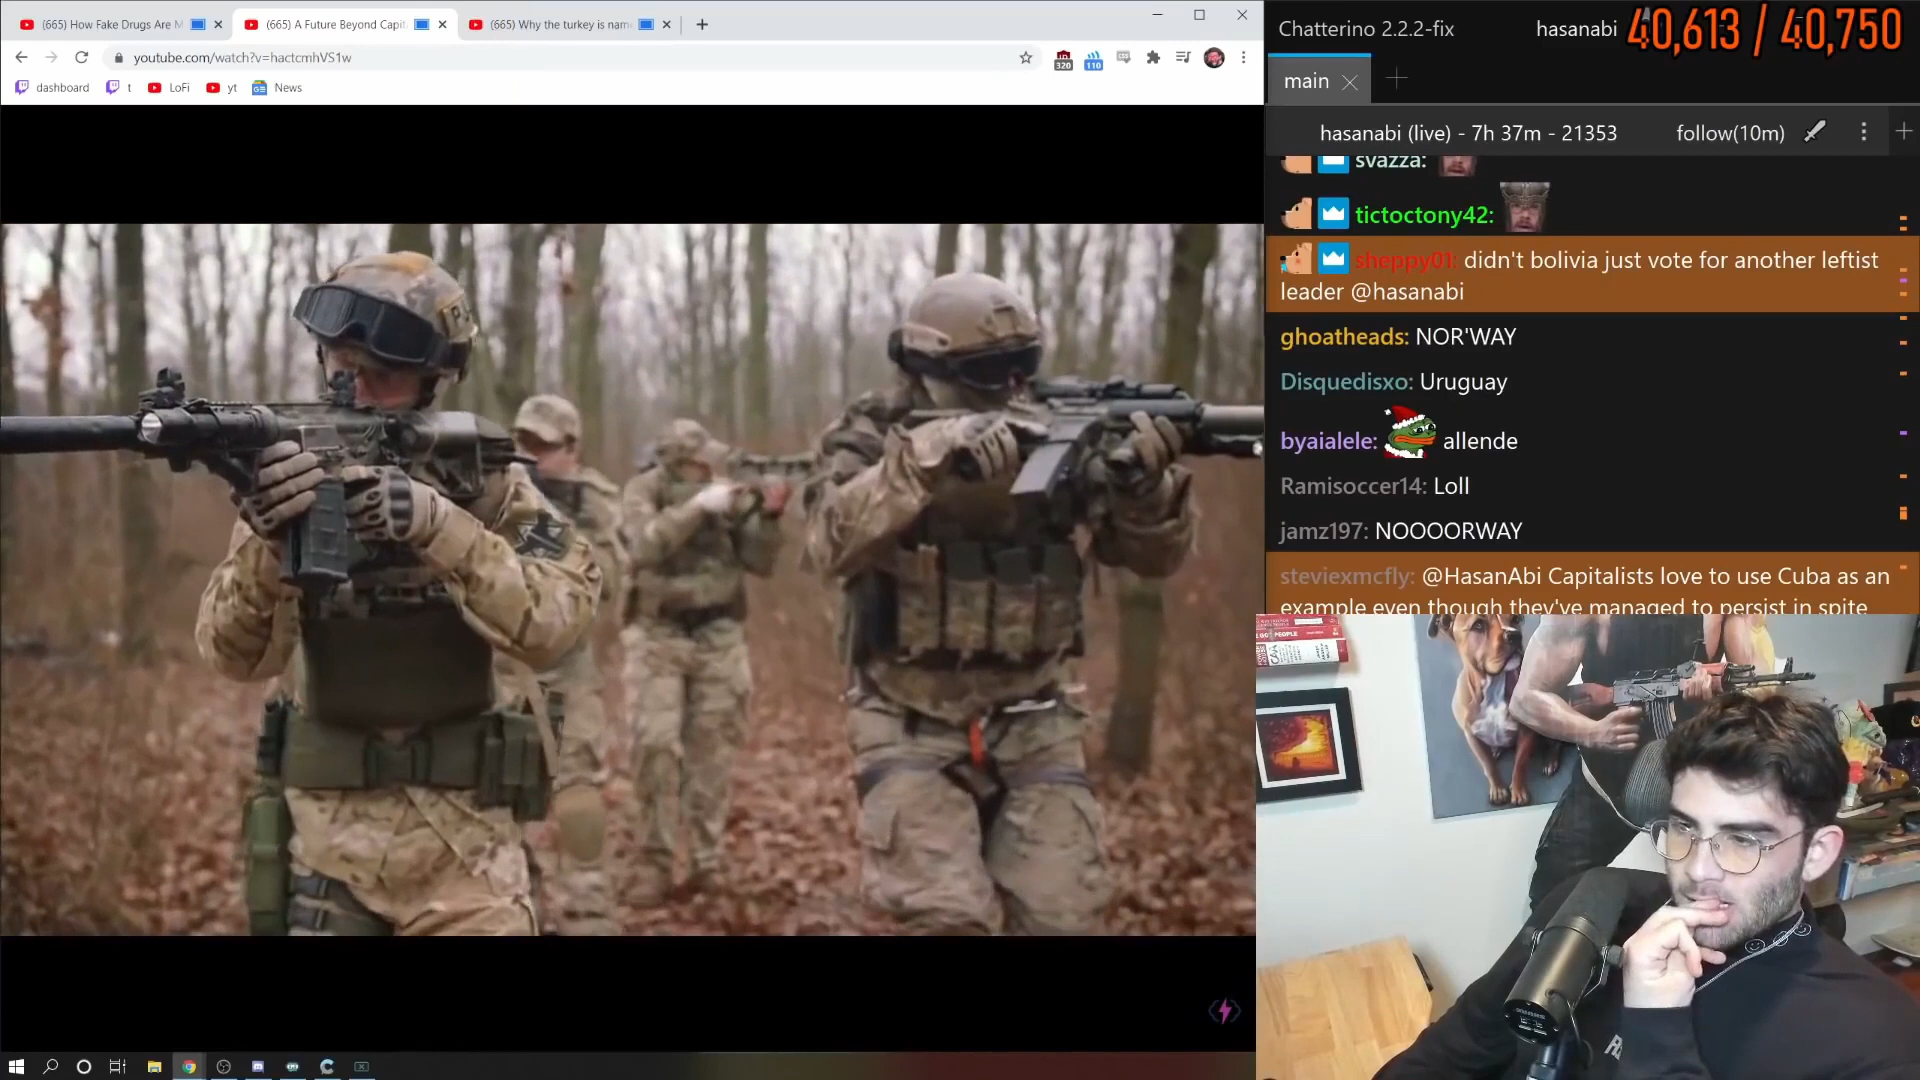 (665) How Fake Drugs Are M
(665) A Future Beyond Capit
(665) Why the turkey is nam
youtube.com/watch?v=hactcmhVS1w
320
110
dashboard
t
LoFi
yt
News
Chatterino 2.2.2-fix
hasanabi
40,613 / 40,750
main
hasanabi (live) - 7h 37m - 21353
follow(10m)
svazza:
tictoctony42:
sheppy01: didn't bolivia just vote for another leftist
leader @hasanabi
ghoatheads: NOR'WAY
Disquedisxo: Uruguay
byaialele: allende
Ramisoccer14: Loll
jamz197: NOOOORWAY
steviexmcfly: @HasanAbi Capitalists love to use Cuba as an
example even though they've managed to persist in spite
PEOPLE